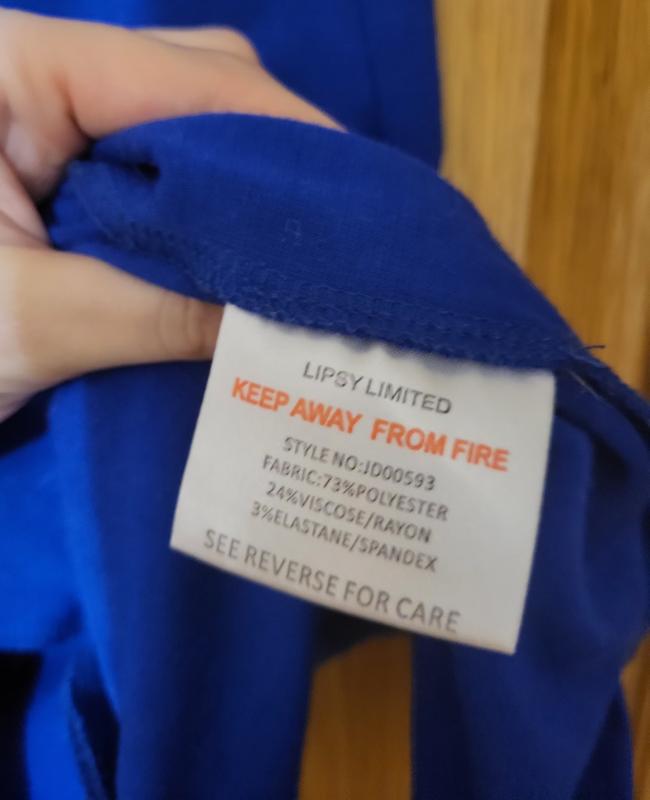 LIPSY LIMITED
KEEP AWAY FROM FIRE
STYLE NO:JD00593
FABRIC:73%POLYESTER
24%VISCOSE/RAYON
3%ELASTANE/SPANDEX
SEE REVERSE FOR CARE